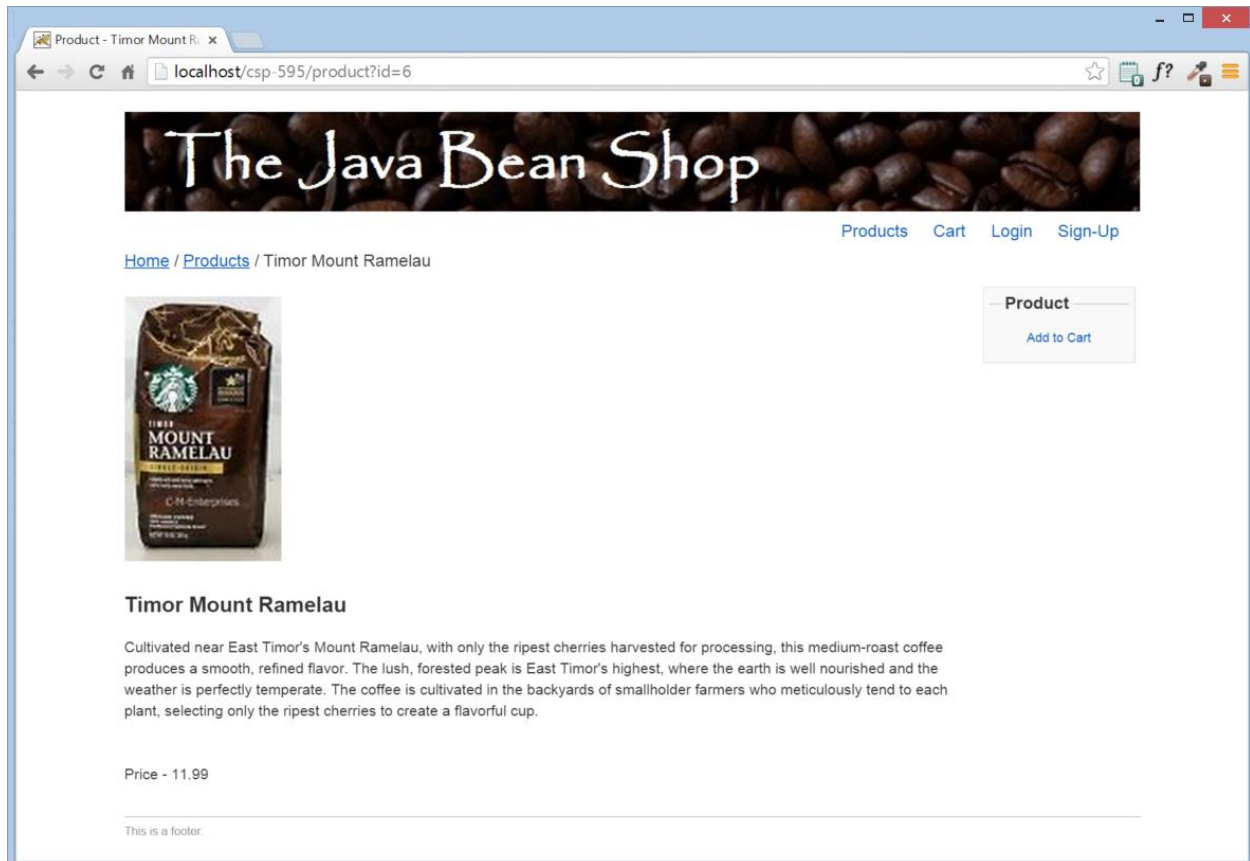 Product - Timor Mount R
localhost/csp-595/product?id=6
f?
The Java Bean Shop
Products Cart Login Sign-Up
Home / Products / Timor Mount Ramelau
Product
Add to Cart
TIMOR
MOUNT
RAMELAU
SINGLE-ORIGIN
C-M-Enterprises
Timor Mount Ramelau
Cultivated near East Timor's Mount Ramelau, with only the ripest cherries harvested for processing, this medium-roast coffee
produces a smooth, refined flavor. The lush, forested peak is East Timor's highest, where the earth is well nourished and the
weather is perfectly temperate. The coffee is cultivated in the backyards of smallholder farmers who meticulously tend to each
plant, selecting only the ripest cherries to create a flavorful cup.
Price - 11.99
This is a footer.